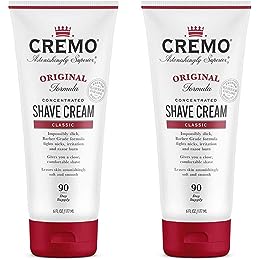 CREMO
Astonishingly Superior
ORIGINAL
Formula
CONCENTRATED
SHAVE CREAM
CLASSIC
Impossibly slick,
Barber Grade formula
fights nicks, irritation
and razor burn
Gives you a close,
comfortable shave
Leaves skin astonishingly
soft and smooth
90
Day
Supply
6 FL OZ (177 ML)
CREMO
Astonishingly Superior
ORIGINAL
Formula
CONCENTRATED
SHAVE CREAM
CLASSIC
Impossibly slick,
Barber Grade formula
fights nicks, irritation
and razor burn
Gives you a close,
comfortable shave
Leaves skin astonishingly
soft and smooth
90
Day
Supply
6 FL OZ (177 ML)